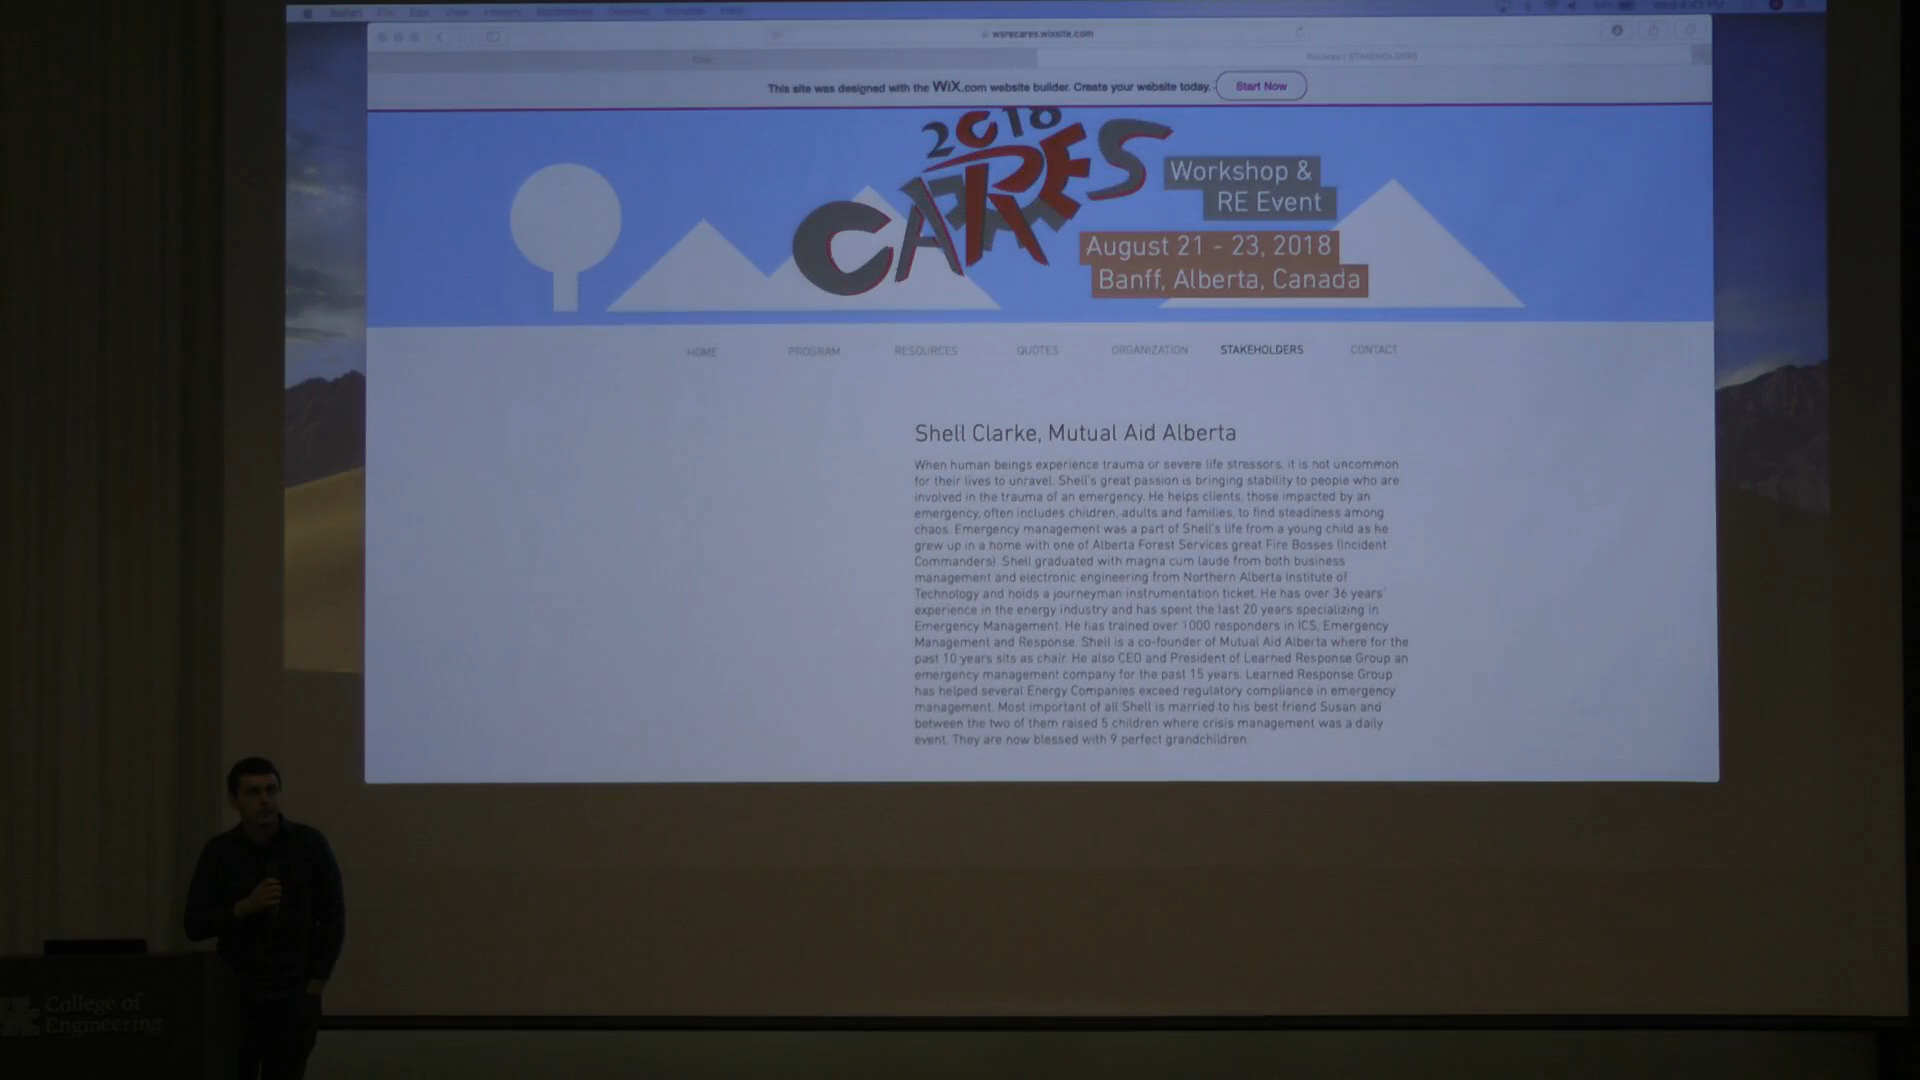 wsrecares.wixsite.com
This site was designed with the WiX.com website builder. Create your website today. Start Now
2018
CARES
Workshop &
RE Event
August 21 - 23, 2018
Banff, Alberta, Canada
HOME PROGRAM RESOURCES QUOTES ORGANIZATION STAKEHOLDERS CONTACT
Shell Clarke, Mutual Aid Alberta
When human beings experience trauma or severe life stressors, it is not uncommon
for their lives to unravel. Shell's great passion is bringing stability to people who are
involved in the trauma of an emergency. He helps clients, those impacted by an
emergency, often includes children, adults and families, to find steadiness among
chaos. Emergency management was a part of Shell's life from a young child as he
grew up in a home with one of Alberta Forest Services great Fire Bosses (Incident
Commanders). Shell graduated with magna cum laude from both business
management and electronic engineering from Northern Alberta Institute of
Technology and holds a journeyman instrumentation ticket. He has over 36 years'
experience in the energy industry and has spent the last 20 years specializing in
Emergency Management. He has trained over 1000 responders in ICS, Emergency
Management and Response. Shell is a co-founder of Mutual Aid Alberta where for the
past 10 years sits as chair. He also CEO and President of Learned Response Group an
emergency management company for the past 15 years. Learned Response Group
has helped several Energy Companies exceed regulatory compliance in emergency
management. Most important of all Shell is married to his best friend Susan and
between the two of them raised 5 children where crisis management was a daily
event. They are now blessed with 9 perfect grandchildren.
College of
Engineering